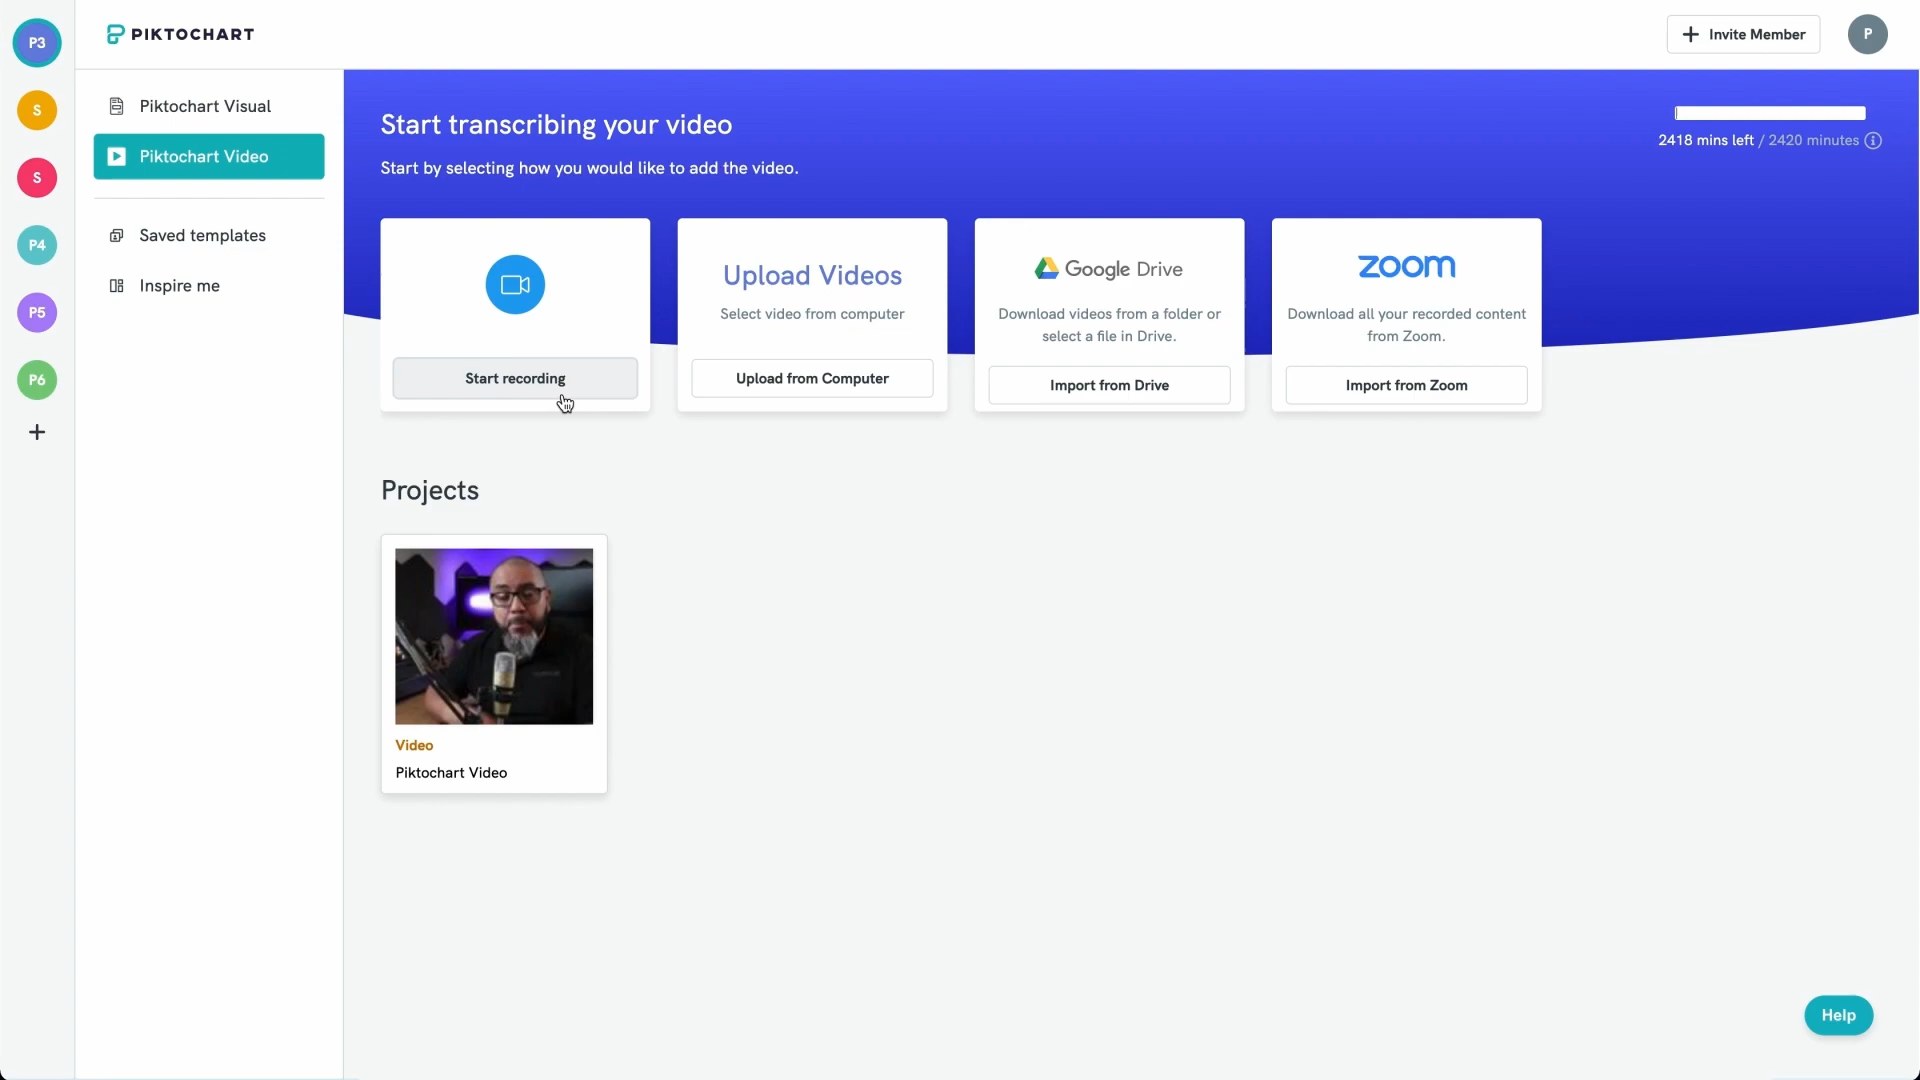 P3
PIKTOCHART
Invite Member
P
S
S
P4
P5
P6
Piktochart Visual
Piktochart Video
Saved templates
Inspire me
Start transcribing your video
Start by selecting how you would like to add the video.
2418 mins left / 2420 minutes
Start recording
Upload Videos
Select video from computer
Upload from Computer
Google Drive
Download videos from a folder or
select a file in Drive.
Import from Drive
zoom
Download all your recorded content
from Zoom.
Import from Zoom
Projects
Video
Piktochart Video
Help